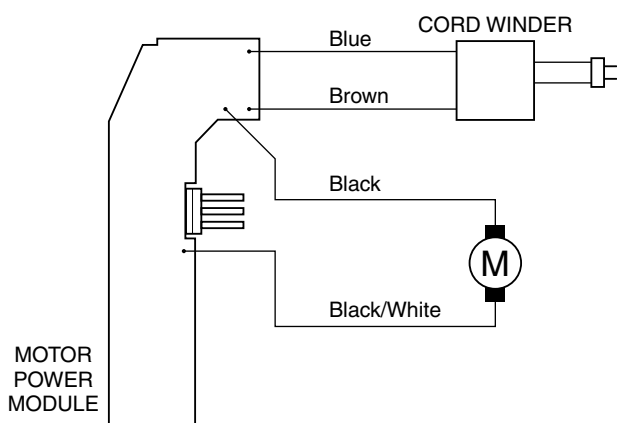 CORD WINDER
Blue
Brown
Black
M
Black/White
MOTOR
POWER
MODULE